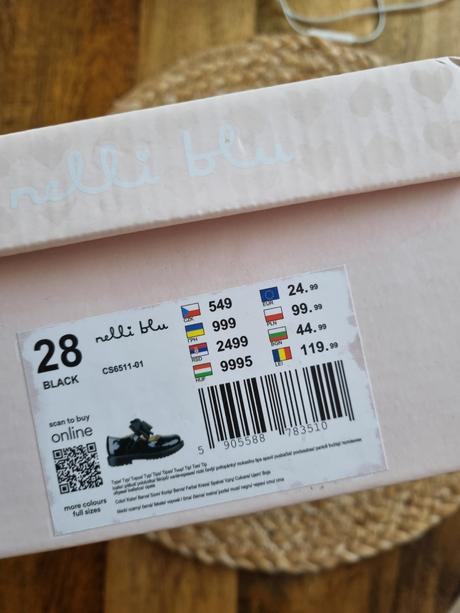 nelli blu
28
BLACK
nelli blu
CS6511-01
CZK 549
ГРН 999
RSD 2499
HUF 9995
EUR 24.99
PLN 99.99
BGN 44.99
LEI 119.99
scan to buy
online
more colours
full sizes
5 905588 783510